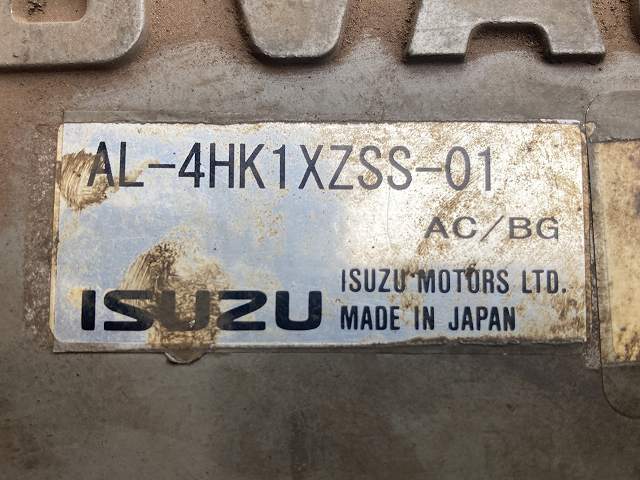 AL-4HK1XZSS-01
AC/BG
ISUZU
ISUZU MOTORS LTD.
MADE IN JAPAN